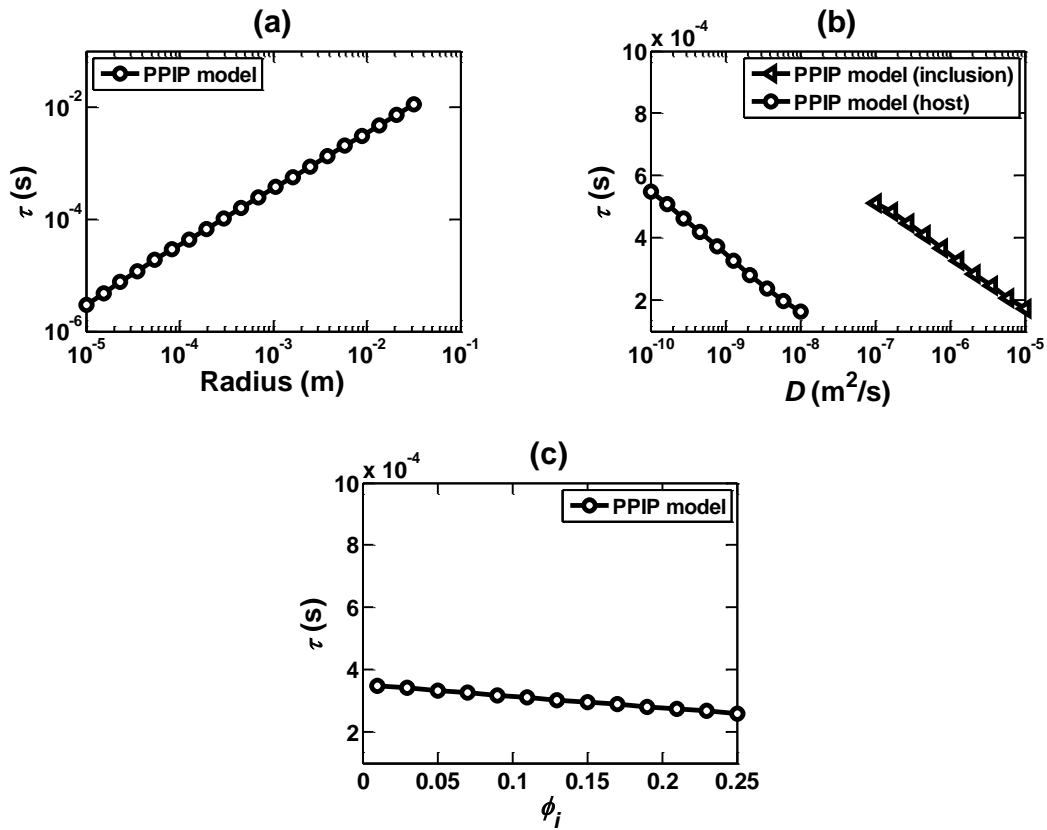 (a)
PPIP model
10⁻²
10⁻⁴
10⁻⁶
τ (s)
10⁻⁵ 10⁻⁴ 10⁻³ 10⁻² 10⁻¹
Radius (m)
(b)
x 10⁻⁴
PPIP model (inclusion)
PPIP model (host)
10
8
6
4
2
τ (s)
10⁻¹⁰ 10⁻⁹ 10⁻⁸ 10⁻⁷ 10⁻⁶ 10⁻⁵
D (m²/s)
(c)
x 10⁻⁴
PPIP model
10
8
6
4
2
τ (s)
0 0.05 0.1 0.15 0.2 0.25
ϕᵢ